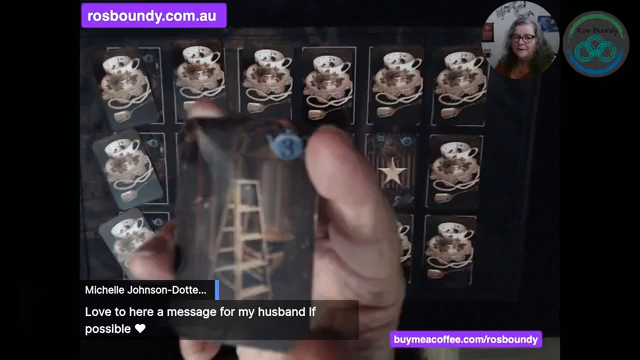 rosboundy.com.au
Ros Boundy
Michelle Johnson-Dotte...
Love to here a message for my husband If
possible ❤
buymeacoffee.com/rosboundy